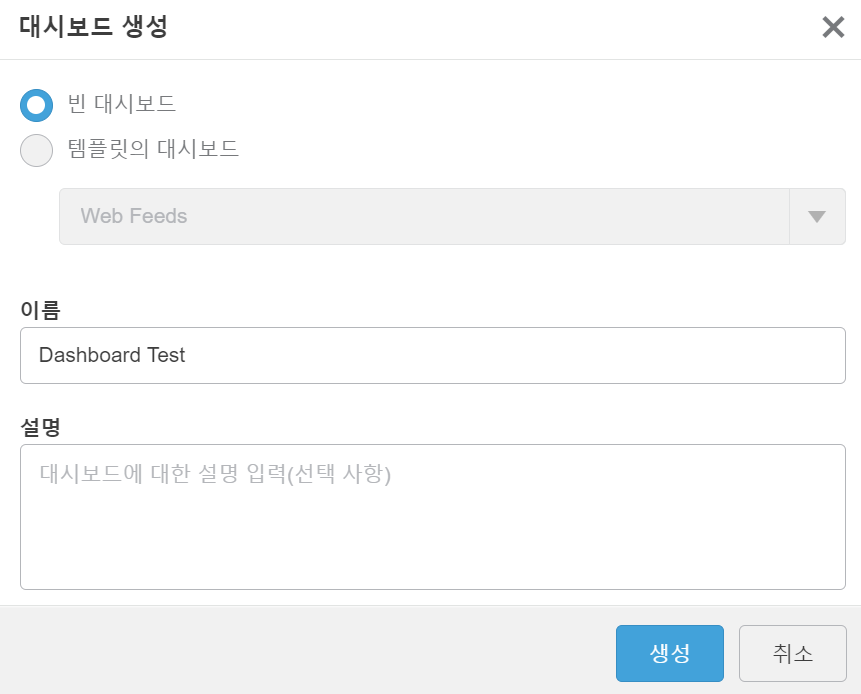 대시보드 생성
빈 대시보드
템플릿의 대시보드
Web Feeds
이름
Dashboard Test
설명
대시보드에 대한 설명 입력(선택 사항)
생성
취소